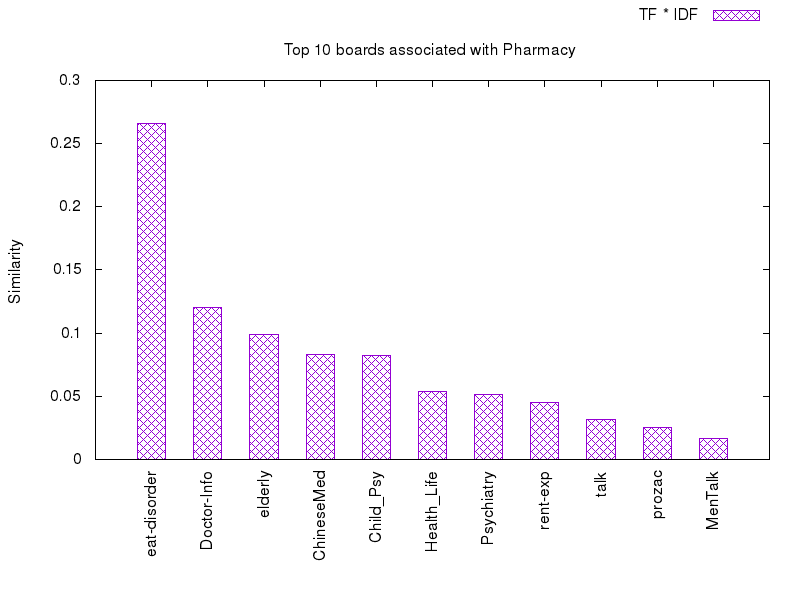 TF * IDF
Top 10 boards associated with Pharmacy
0.3
0.25
0.2
0.15
0.1
0.05
0
Similarity
eat-disorder
Doctor-Info
elderly
ChineseMed
Child_Psy
Health_Life
Psychiatry
rent-exp
talk
prozac
MenTalk